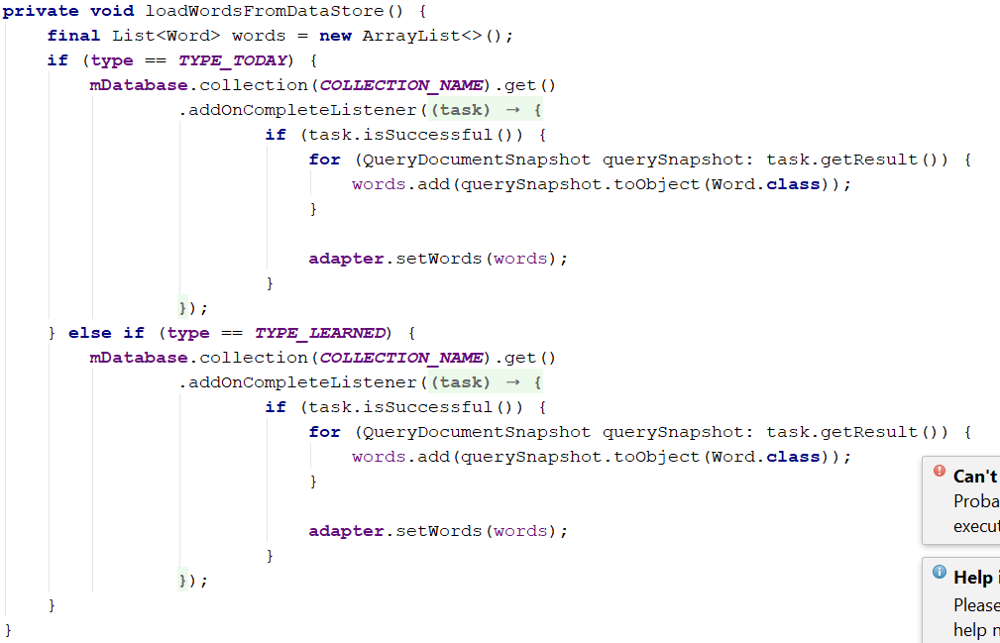 private void loadWordsFromDataStore() {
    final List<Word> words = new ArrayList<>();
    if (type == TYPE_TODAY) {
        mDatabase.collection(COLLECTION_NAME).get()
                .addOnCompleteListener((task) → {
                        if (task.isSuccessful()) {
                            for (QueryDocumentSnapshot querySnapshot: task.getResult()) {
                                words.add(querySnapshot.toObject(Word.class));
                            }
                            adapter.setWords(words);
                        }
                });
    } else if (type == TYPE_LEARNED) {
        mDatabase.collection(COLLECTION_NAME).get()
                .addOnCompleteListener((task) → {
                        if (task.isSuccessful()) {
                            for (QueryDocumentSnapshot querySnapshot: task.getResult()) {
                                words.add(querySnapshot.toObject(Word.class));
                            }
                            adapter.setWords(words);
                        }
                });
    }
}
Can't
Proba
execut
Help i
Please
help n